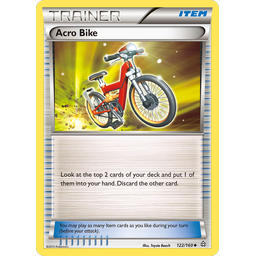 TRAINER
ITEM
Acro Bike
Look at the top 2 cards of your deck and put 1 of
them into your hand. Discard the other card.
You may play as many Item cards as you like during your turn
(before your attack).
Illus. Toyste Beach
122/160